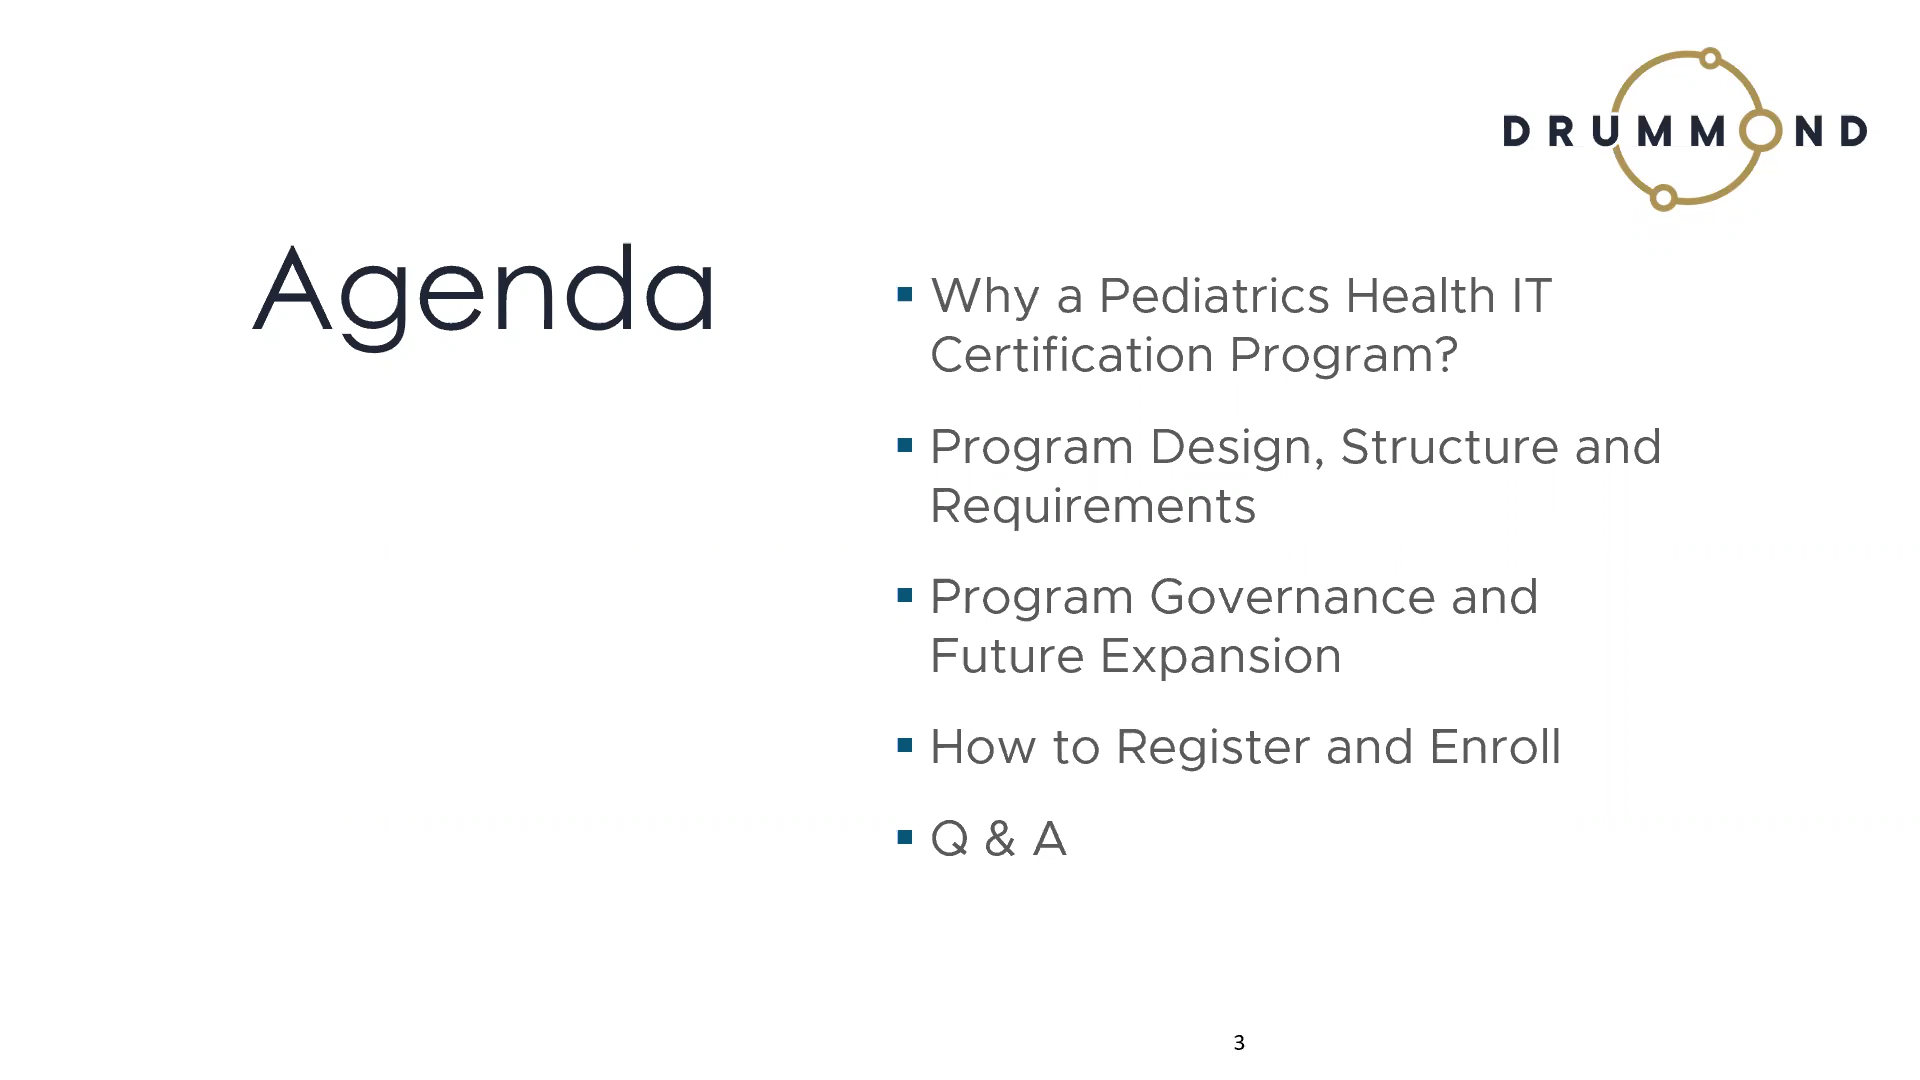 DRUMMOND
Agenda
▪ Why a Pediatrics Health IT
Certification Program?
▪ Program Design, Structure and
Requirements
▪ Program Governance and
Future Expansion
▪ How to Register and Enroll
▪ Q & A
3